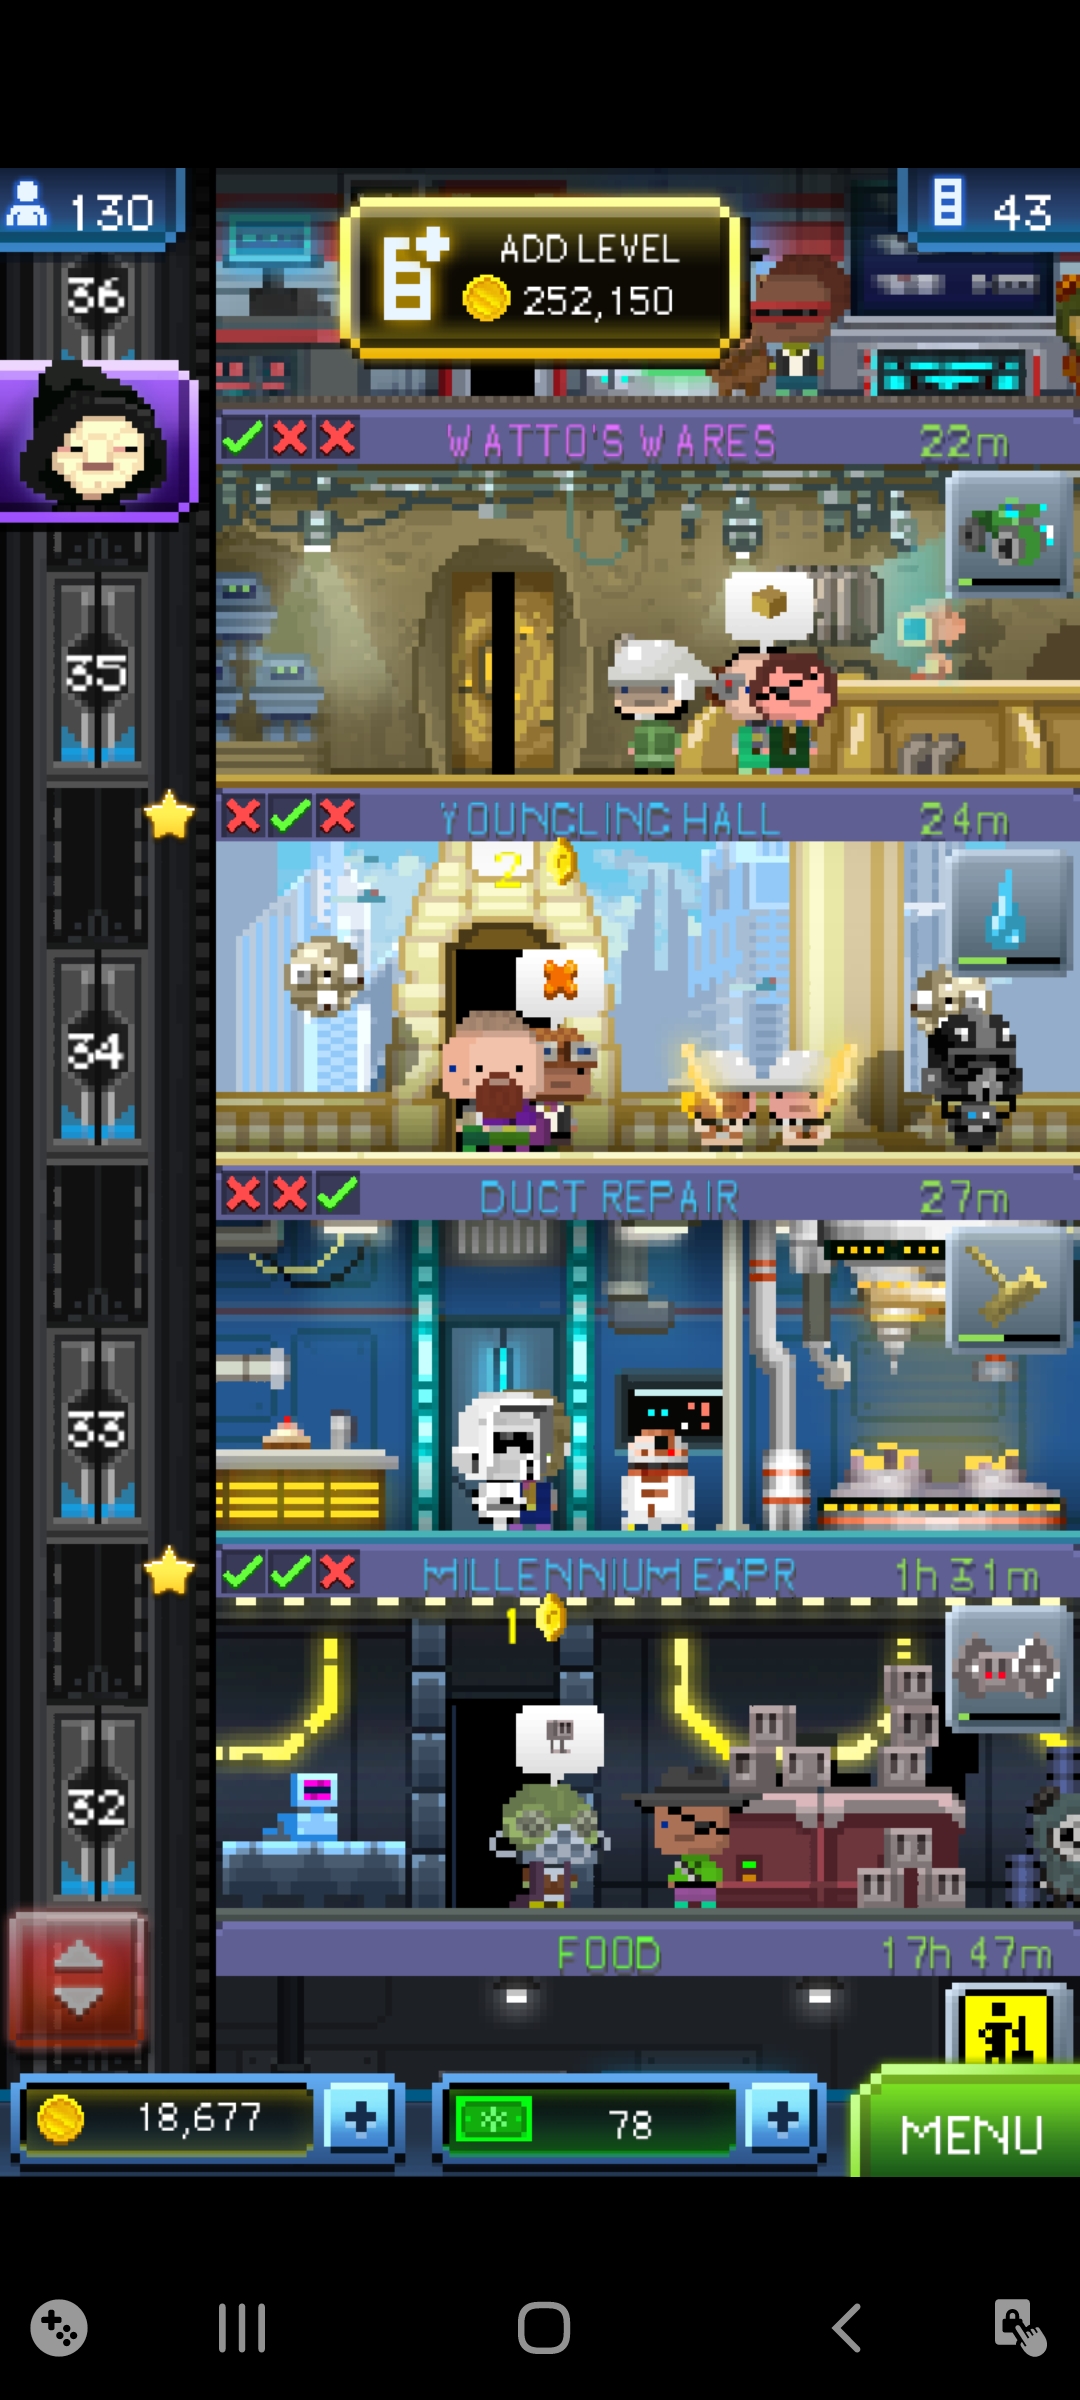 130
43
ADD LEVEL
252,150
36
WATTO'S WARES 22m
35
YOUNGLING HALL 24m
2
34
DUCT REPAIR 27m
33
MILLENNIUM EXPR 1h 31m
1
32
FOOD 17h 47m
18,677
78
MENU